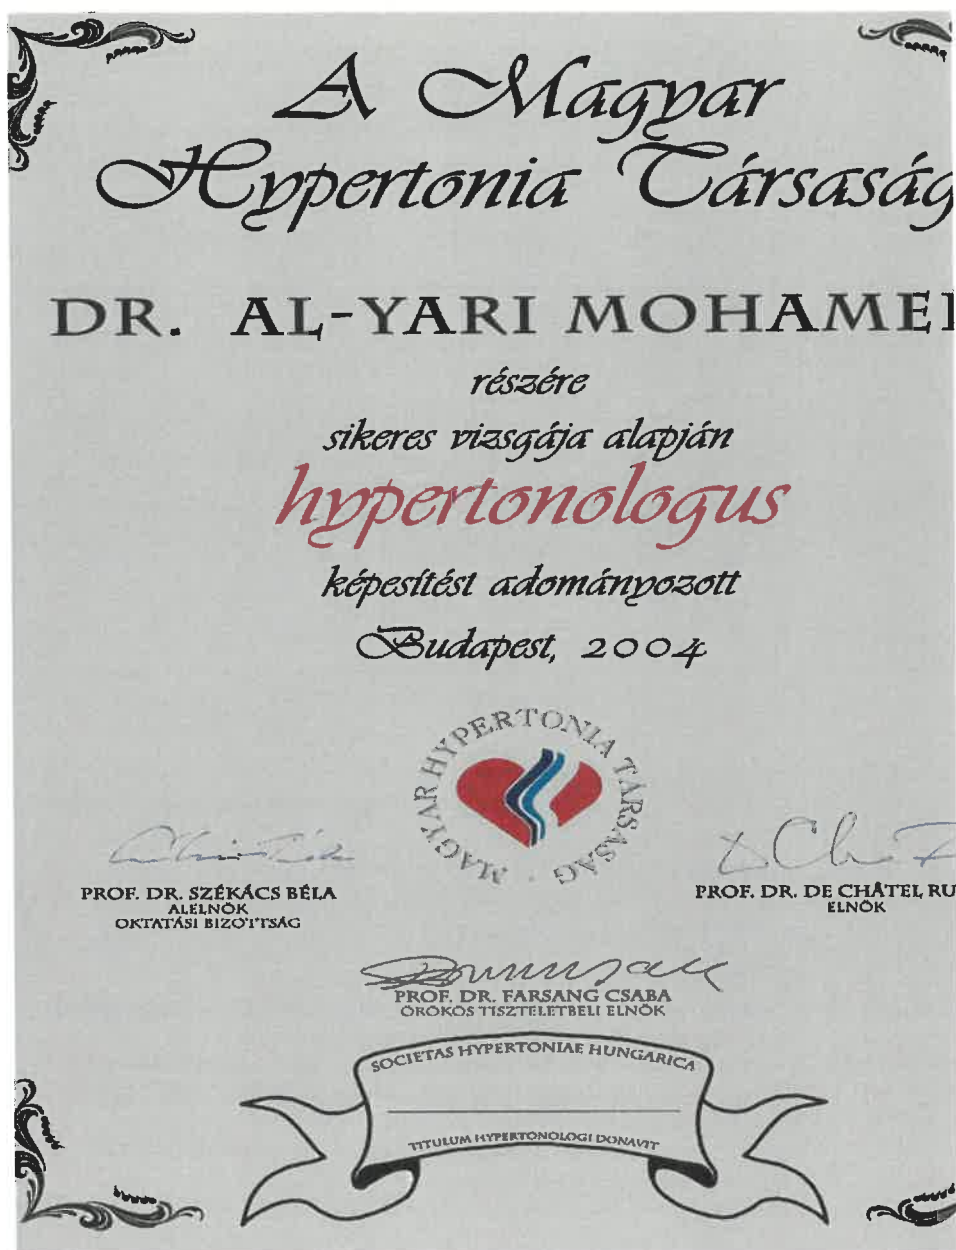 A Magyar
Hypertonia Társaság
DR. AL-YARI MOHAME
részére
sikeres vizsgája alapján
hypertonologus
képesítést adományozott
Budapest, 2004
MAGYAR HYPERTONIA TÁRSASÁG
PROF. DR. SZÉKÁCS BÉLA
ALELNÖK
OKTATÁSI BIZOTTSÁG
PROF. DR. DE CHÂTEL RU
ELNÖK
PROF. DR. FARSANG CSABA
ÖRÖKÖS TISZTELETBELI ELNÖK
SOCIETAS HYPERTONIAE HUNGARICA
TITULUM HYPERTONOLOGI DONAVIT